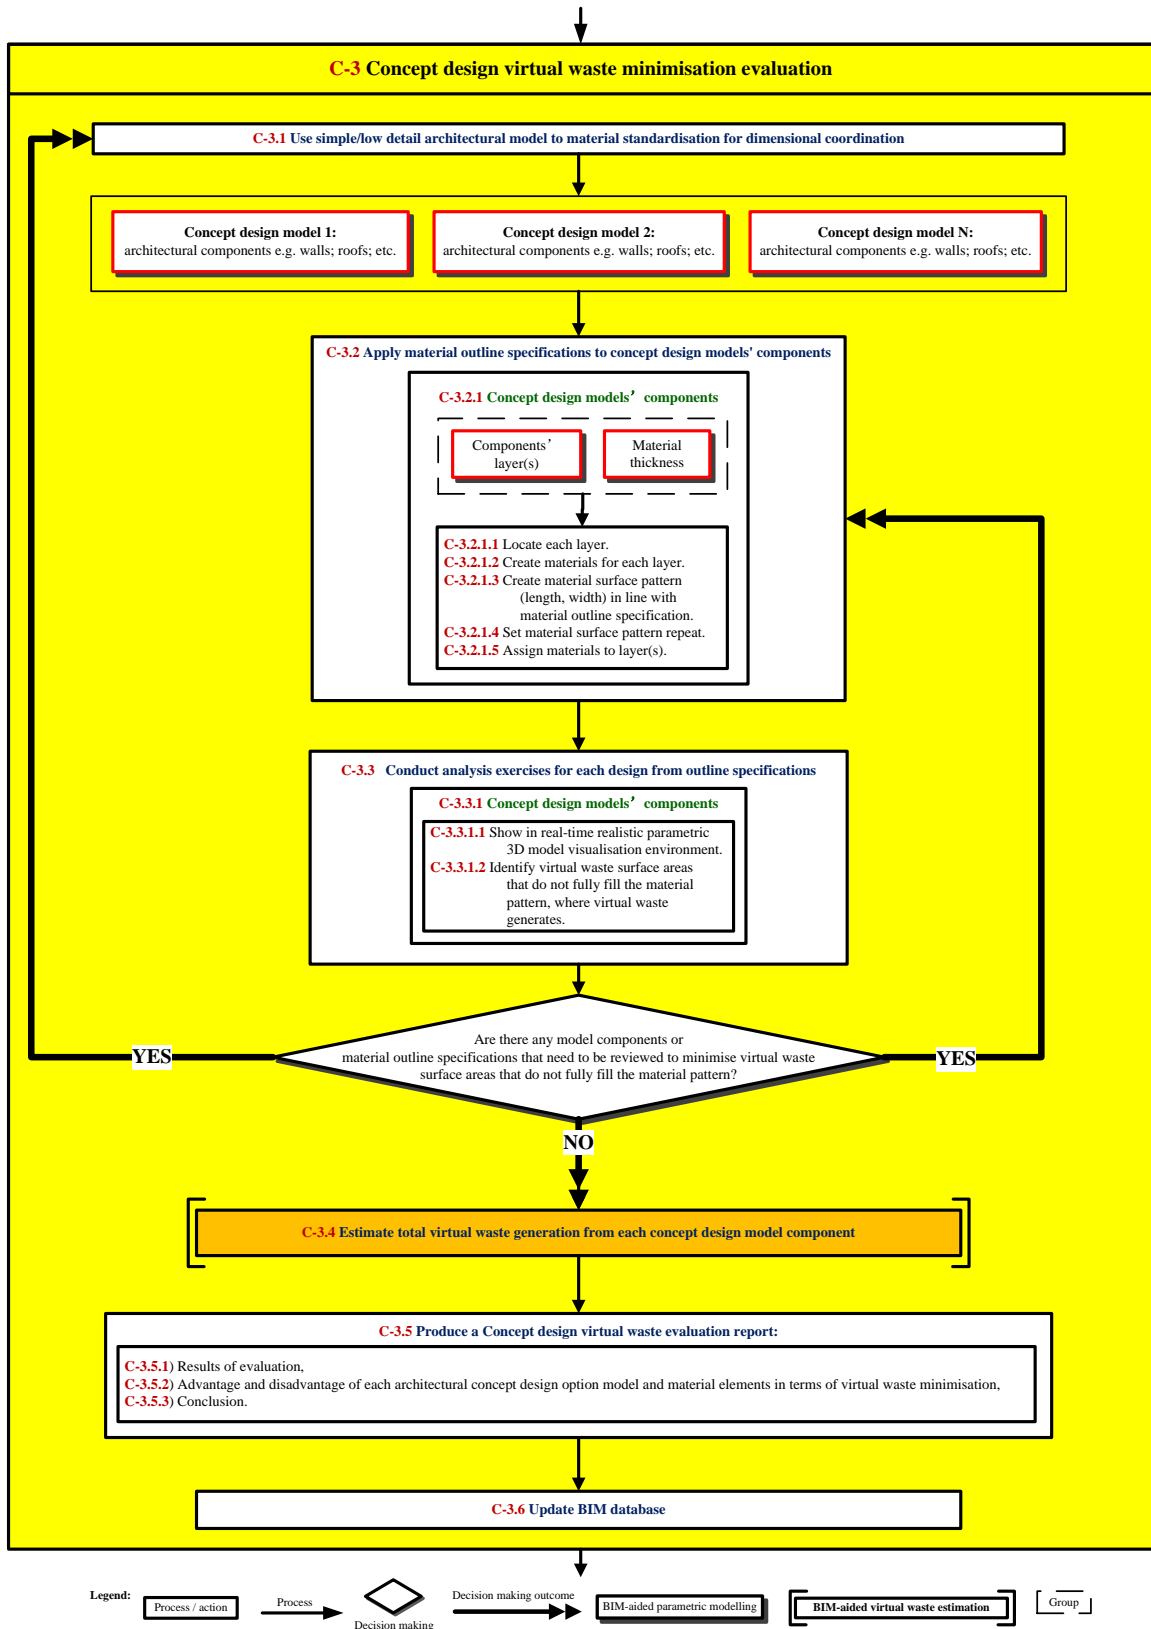 C-3 Concept design virtual waste minimisation evaluation
C-3.1 Use simple/low detail architectural model to material standardisation for dimensional coordination
Concept design model 1:
architectural components e.g. walls; roofs; etc.
Concept design model 2:
architectural components e.g. walls; roofs; etc.
Concept design model N:
architectural components e.g. walls; roofs; etc.
C-3.2 Apply material outline specifications to concept design models' components
C-3.2.1 Concept design models’ components
Components’
layer(s)
Material
thickness
C-3.2.1.1 Locate each layer.
C-3.2.1.2 Create materials for each layer.
C-3.2.1.3 Create material surface pattern
(length, width) in line with
material outline specification.
C-3.2.1.4 Set material surface pattern repeat.
C-3.2.1.5 Assign materials to layer(s).
C-3.3 Conduct analysis exercises for each design from outline specifications
C-3.3.1 Concept design models’ components
C-3.3.1.1 Show in real-time realistic parametric
3D model visualisation environment.
C-3.3.1.2 Identify virtual waste surface areas
that do not fully fill the material
pattern, where virtual waste
generates.
Are there any model components or
material outline specifications that need to be reviewed to minimise virtual waste
surface areas that do not fully fill the material pattern?
YES
YES
NO
C-3.4 Estimate total virtual waste generation from each concept design model component
C-3.5 Produce a Concept design virtual waste evaluation report:
C-3.5.1) Results of evaluation,
C-3.5.2) Advantage and disadvantage of each architectural concept design option model and material elements in terms of virtual waste minimisation,
C-3.5.3) Conclusion.
C-3.6 Update BIM database
Legend:
Process / action
Process
Decision making
Decision making outcome
BIM-aided parametric modelling
BIM-aided virtual waste estimation
Group